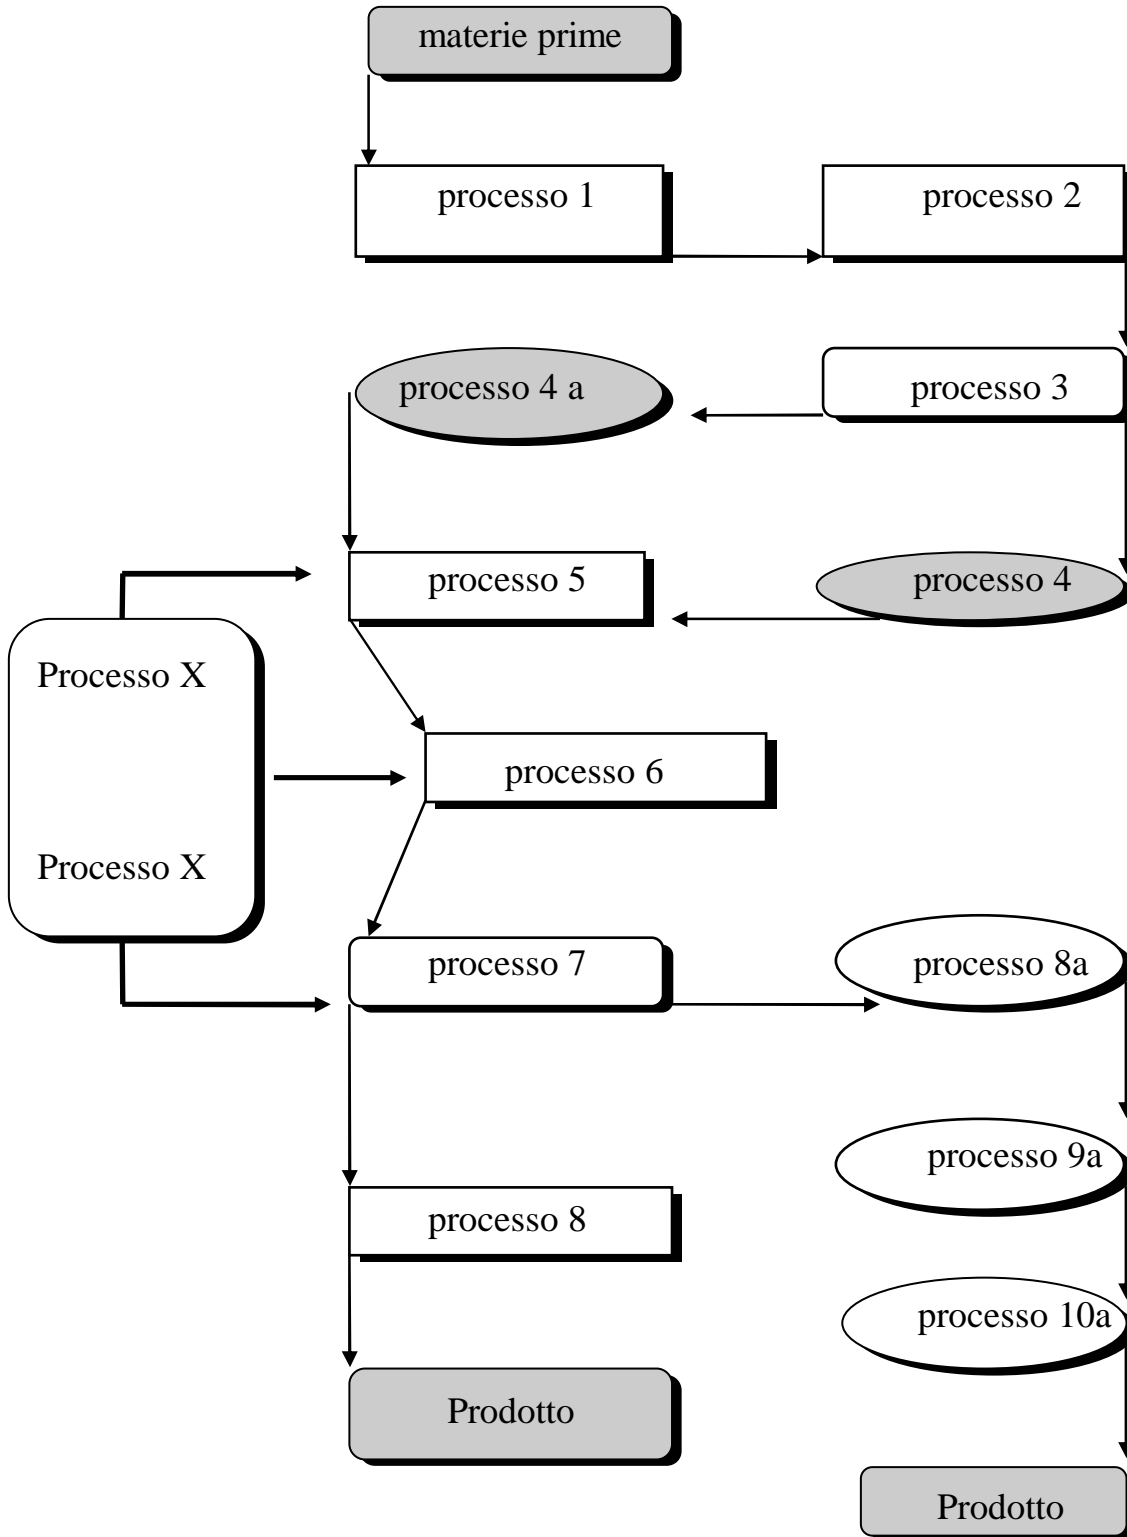 materie prime
processo 1
processo 2
processo 4 a
processo 3
processo 5
processo 4
Processo X
processo 6
Processo X
processo 7
processo 8a
processo 9a
processo 8
processo 10a
Prodotto
Prodotto